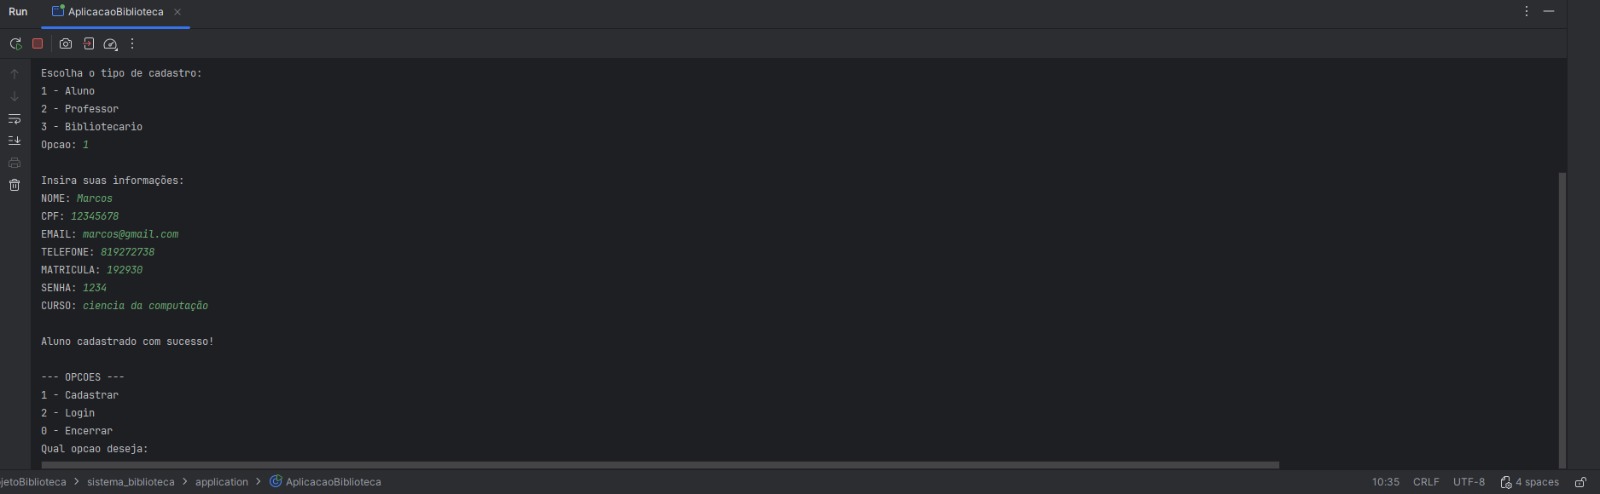 Run AplicacaoBiblioteca
Escolha o tipo de cadastro:
1 - Aluno
2 - Professor
3 - Bibliotecario
Opcao: 1
Insira suas informações:
NOME: Marcos
CPF: 12345678
EMAIL: marcos@gmail.com
TELEFONE: 819272738
MATRICULA: 192930
SENHA: 1234
CURSO: ciencia da computação
Aluno cadastrado com sucesso!
--- OPCOES ---
1 - Cadastrar
2 - Login
0 - Encerrar
Qual opcao deseja:
jetoBiblioteca > sistema_biblioteca > application > AplicacaoBiblioteca 10:35 CRLF UTF-8 4 spaces